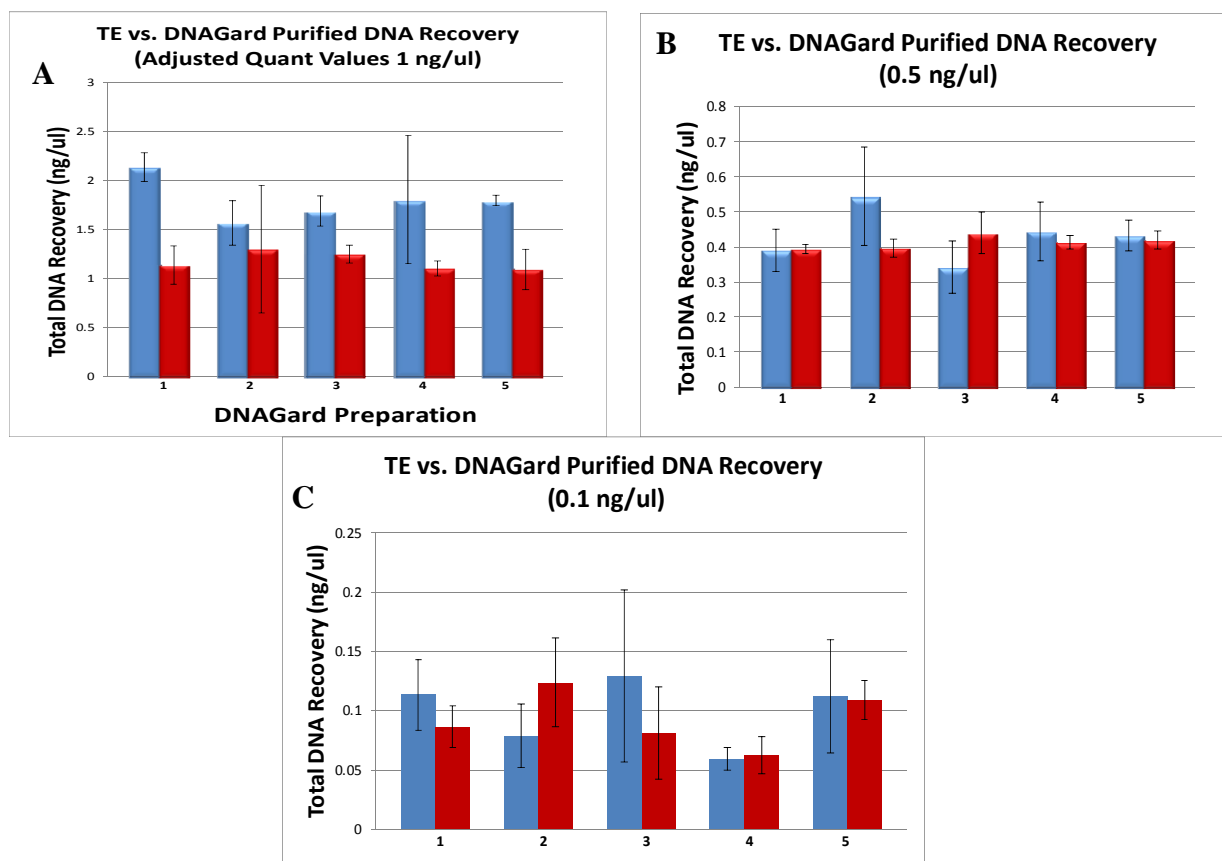 A
TE vs. DNAGard Purified DNA Recovery
(Adjusted Quant Values 1 ng/ul)
Total DNA Recovery (ng/ul)
3
2.5
2
1.5
1
0.5
0
1 2 3 4 5
DNAGard Preparation
B
TE vs. DNAGard Purified DNA Recovery
(0.5 ng/ul)
Total DNA Recovery (ng/ul)
0.8
0.7
0.6
0.5
0.4
0.3
0.2
0.1
0
1 2 3 4 5
C
TE vs. DNAGard Purified DNA Recovery
(0.1 ng/ul)
Total DNA Recovery (ng/ul)
0.25
0.2
0.15
0.1
0.05
0
1 2 3 4 5